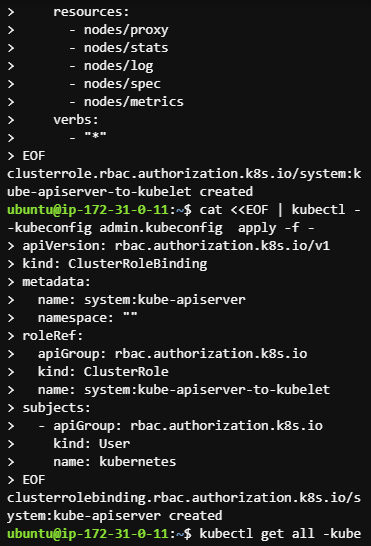 >     resources:
>       - nodes/proxy
>       - nodes/stats
>       - nodes/log
>       - nodes/spec
>       - nodes/metrics
>     verbs:
>       - "*"
> EOF
clusterrole.rbac.authorization.k8s.io/system:k
ube-apiserver-to-kubelet created
ubuntu@ip-172-31-0-11:~$ cat <<EOF | kubectl -
-kubeconfig admin.kubeconfig  apply -f -
> apiVersion: rbac.authorization.k8s.io/v1
> kind: ClusterRoleBinding
> metadata:
>   name: system:kube-apiserver
>   namespace: ""
> roleRef:
>   apiGroup: rbac.authorization.k8s.io
>   kind: ClusterRole
>   name: system:kube-apiserver-to-kubelet
> subjects:
>   - apiGroup: rbac.authorization.k8s.io
>     kind: User
>     name: kubernetes
> EOF
clusterrolebinding.rbac.authorization.k8s.io/s
ystem:kube-apiserver created
ubuntu@ip-172-31-0-11:~$ kubectl get all -kube